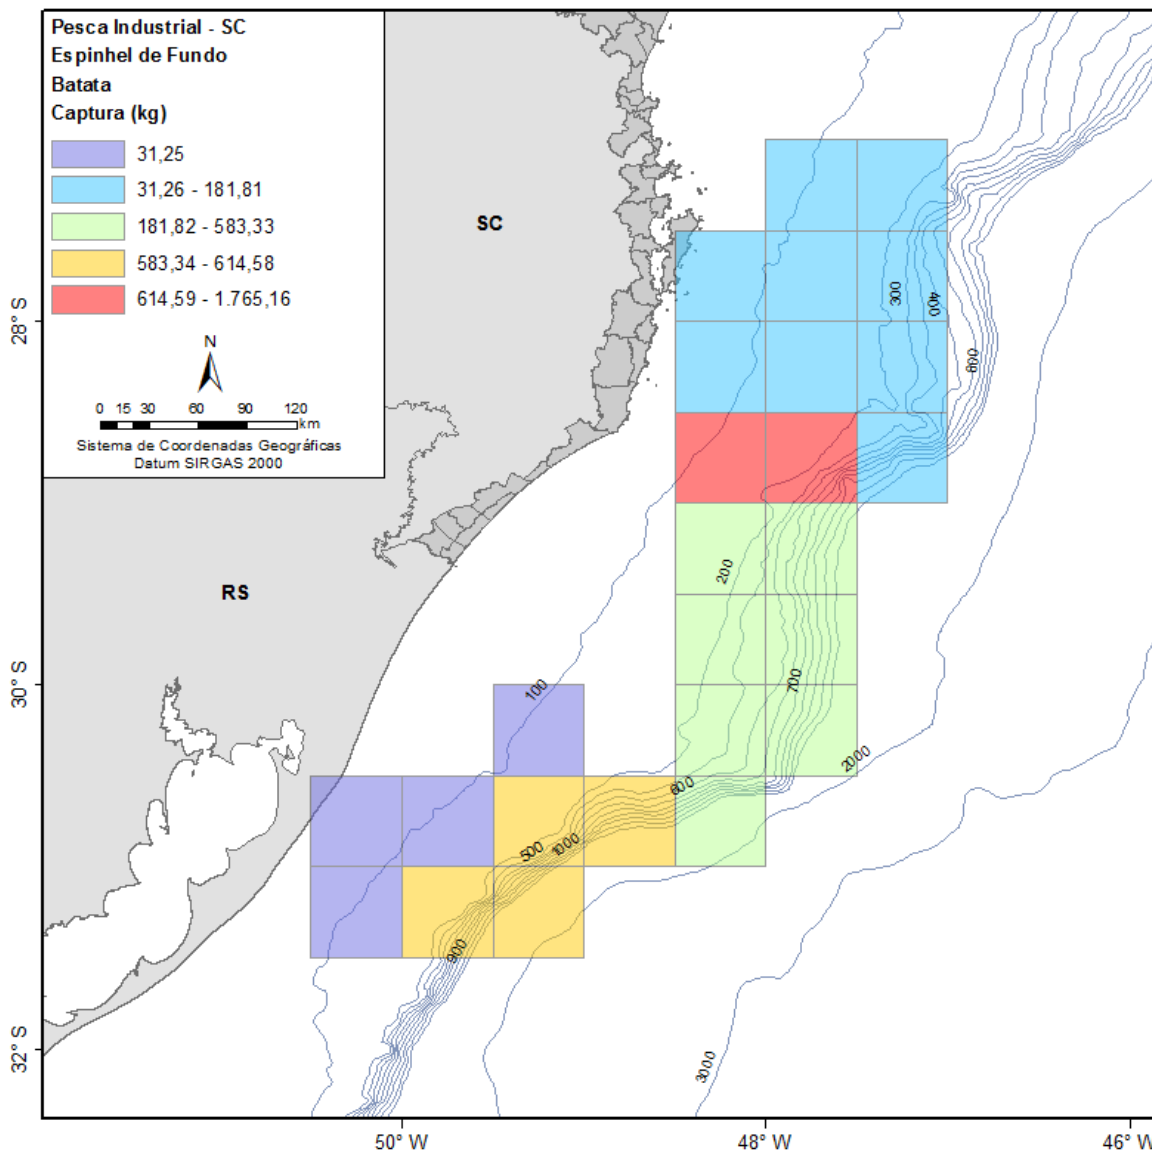 Pesca Industrial - SC
Espinhel de Fundo
Batata
Captura (kg)
31,25
31,26 - 181,81
181,82 - 583,33
583,34 - 614,58
614,59 - 1.765,16
N
0 15 30 60 90 120
km
Sistema de Coordenadas Geográficas
Datum SIRGAS 2000
SC
RS
28° S
30° S
32° S
300
400
800
200
700
100
2000
600
500
1000
900
3000
50° W
48° W
46° W